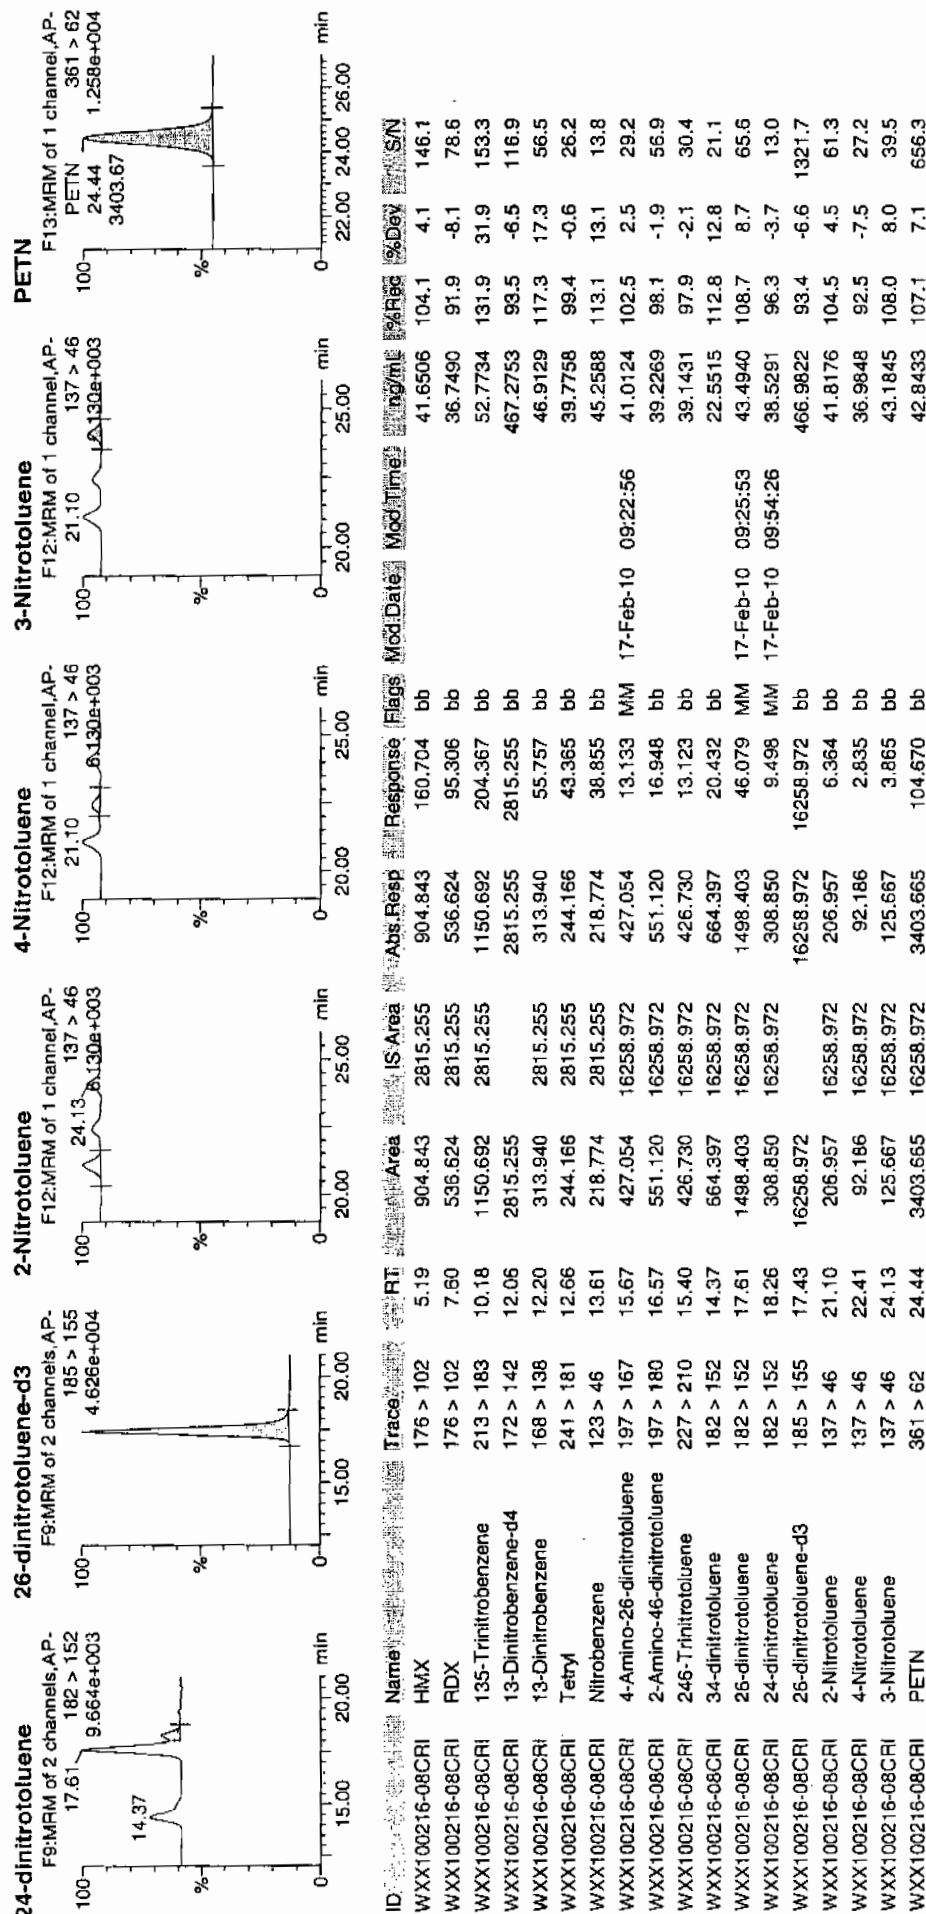 24-dinitrotoluene
F9:MRM of 2 channels,AP-
182 > 152
9.664e+003
17.61
14.37
100
%
0
15.00 20.00 min
26-dinitrotoluene-d3
F9:MRM of 2 channels,AP-
185 > 155
4.626e+004
100
%
0
15.00 20.00 min
2-Nitrotoluene
F12:MRM of 1 channel,AP-
137 > 46
6.130e+003
24.13
100
%
0
20.00 25.00 min
4-Nitrotoluene
F12:MRM of 1 channel,AP-
137 > 46
6.130e+003
21.10
100
%
0
20.00 25.00 min
3-Nitrotoluene
F12:MRM of 1 channel,AP-
137 > 46
21.10
100
%
0
20.00 25.00 min
PETN
F13:MRM of 1 channel,AP-
361 > 62
1.258e+004
PETN
24.44
3403.67
100
%
0
22.00 24.00 26.00 min
ID Name Trace RT Area IS Area Abs.Resp Response Flags Mod.Date Mod.Time ng/mL %Rec %Dev S/N
WXX100216-08CRI HMX 176 > 102 5.19 904.843 2815.255 904.843 160.704 bb 41.6506 104.1 4.1 146.1
WXX100216-08CRI RDX 176 > 102 7.60 536.624 2815.255 536.624 95.306 bb 36.7490 91.9 -8.1 78.6
WXX100216-08CRI 135-Trinitrobenzene 213 > 183 10.18 1150.692 2815.255 1150.692 204.367 bb 52.7734 131.9 31.9 153.3
WXX100216-08CRI 13-Dinitrobenzene-d4 172 > 142 12.06 2815.255 2815.255 2815.255 bb 467.2753 93.5 -6.5 116.9
WXX100216-08CRI 13-Dinitrobenzene 168 > 138 12.20 313.940 2815.255 313.940 55.757 bb 46.9129 117.3 17.3 56.5
WXX100216-08CRI Tetryl 241 > 181 12.66 244.166 2815.255 244.166 43.365 bb 39.7758 99.4 -0.6 26.2
WXX100216-08CRI Nitrobenzene 123 > 46 13.61 218.774 2815.255 218.774 38.855 bb 45.2588 113.1 13.1 13.8
WXX100216-08CRI 4-Amino-26-dinitrotoluene 197 > 167 15.67 427.054 16258.972 427.054 13.133 MM 17-Feb-10 09:22:56 41.0124 102.5 2.5 29.2
WXX100216-08CRI 2-Amino-46-dinitrotoluene 197 > 180 16.57 551.120 16258.972 551.120 16.948 bb 39.2269 98.1 -1.9 56.9
WXX100216-08CRI 246-Trinitrotoluene 227 > 210 15.40 426.730 16258.972 426.730 13.123 bb 39.1431 97.9 -2.1 30.4
WXX100216-08CRI 34-dinitrotoluene 182 > 152 14.37 664.397 16258.972 664.397 20.432 bb 22.5515 112.8 12.8 21.1
WXX100216-08CRI 26-dinitrotoluene 182 > 152 17.61 1498.403 16258.972 1498.403 46.079 MM 17-Feb-10 09:25:53 43.4940 108.7 8.7 65.6
WXX100216-08CRI 24-dinitrotoluene 182 > 152 18.26 308.850 16258.972 308.850 9.498 MM 17-Feb-10 09:54:26 38.5291 96.3 -3.7 13.0
WXX100216-08CRI 26-dinitrotoluene-d3 185 > 155 17.43 16258.972 16258.972 16258.972 bb 466.9822 93.4 -6.6 1321.7
WXX100216-08CRI 2-Nitrotoluene 137 > 46 21.10 206.957 16258.972 206.957 6.364 bb 41.8176 104.5 4.5 61.3
WXX100216-08CRI 4-Nitrotoluene 137 > 46 22.41 92.186 16258.972 92.186 2.835 bb 36.9848 92.5 -7.5 27.2
WXX100216-08CRI 3-Nitrotoluene 137 > 46 24.13 125.667 16258.972 125.667 3.865 bb 43.1845 108.0 8.0 39.5
WXX100216-08CRI PETN 361 > 62 24.44 3403.665 16258.972 3403.665 104.670 bb 42.8433 107.1 7.1 656.3